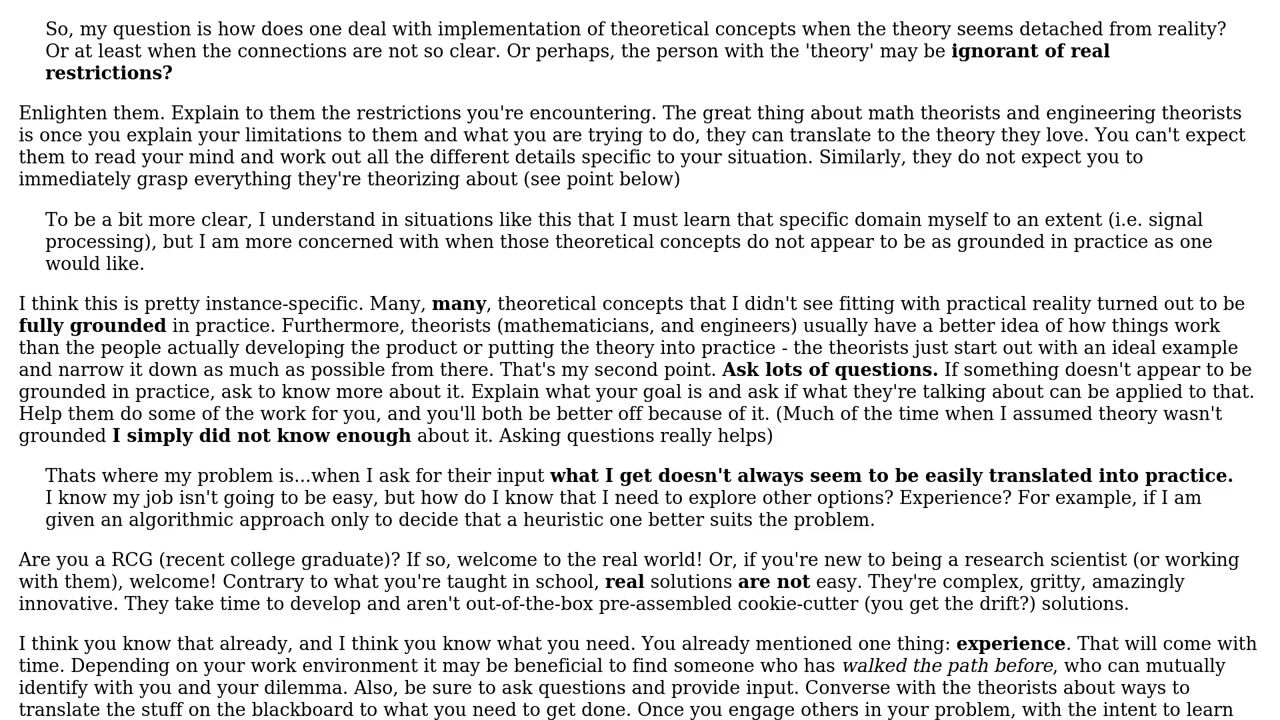 So, my question is how does one deal with implementation of theoretical concepts when the theory seems detached from reality?
Or at least when the connections are not so clear. Or perhaps, the person with the 'theory' may be ignorant of real
restrictions?
Enlighten them. Explain to them the restrictions you're encountering. The great thing about math theorists and engineering theorists
is once you explain your limitations to them and what you are trying to do, they can translate to the theory they love. You can't expect
them to read your mind and work out all the different details specific to your situation. Similarly, they do not expect you to
immediately grasp everything they're theorizing about (see point below)
To be a bit more clear, I understand in situations like this that I must learn that specific domain myself to an extent (i.e. signal
processing), but I am more concerned with when those theoretical concepts do not appear to be as grounded in practice as one
would like.
I think this is pretty instance-specific. Many, many, theoretical concepts that I didn't see fitting with practical reality turned out to be
fully grounded in practice. Furthermore, theorists (mathematicians, and engineers) usually have a better idea of how things work
than the people actually developing the product or putting the theory into practice - the theorists just start out with an ideal example
and narrow it down as much as possible from there. That's my second point. Ask lots of questions. If something doesn't appear to be
grounded in practice, ask to know more about it. Explain what your goal is and ask if what they're talking about can be applied to that.
Help them do some of the work for you, and you'll both be better off because of it. (Much of the time when I assumed theory wasn't
grounded I simply did not know enough about it. Asking questions really helps)
Thats where my problem is...when I ask for their input what I get doesn't always seem to be easily translated into practice.
I know my job isn't going to be easy, but how do I know that I need to explore other options? Experience? For example, if I am
given an algorithmic approach only to decide that a heuristic one better suits the problem.
Are you a RCG (recent college graduate)? If so, welcome to the real world! Or, if you're new to being a research scientist (or working
with them), welcome! Contrary to what you're taught in school, real solutions are not easy. They're complex, gritty, amazingly
innovative. They take time to develop and aren't out-of-the-box pre-assembled cookie-cutter (you get the drift?) solutions.
I think you know that already, and I think you know what you need. You already mentioned one thing: experience. That will come with
time. Depending on your work environment it may be beneficial to find someone who has walked the path before, who can mutually
identify with you and your dilemma. Also, be sure to ask questions and provide input. Converse with the theorists about ways to
translate the stuff on the blackboard to what you need to get done. Once you engage others in your problem, with the intent to learn